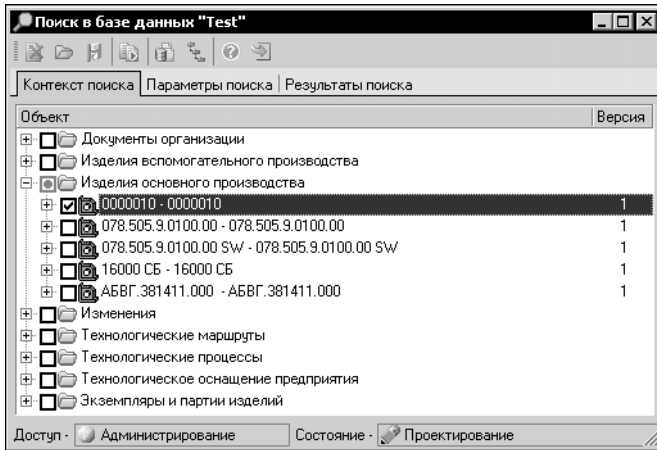 Поиск в базе данных "Test"
Контекст поиска Параметры поиска Результаты поиска
Объект Версия
Документы организации
Изделия вспомогательного производства
Изделия основного производства
0000010 - 0000010 1
078.505.9.0100.00 - 078.505.9.0100.00 1
078.505.9.0100.00 SW - 078.505.9.0100.00 SW 1
16000 СБ - 16000 СБ 1
АБВГ.381411.000 - АБВГ.381411.000 1
Изменения
Технологические маршруты
Технологические процессы
Технологическое оснащение предприятия
Экземпляры и партии изделий
Доступ - Администрирование Состояние - Проектирование